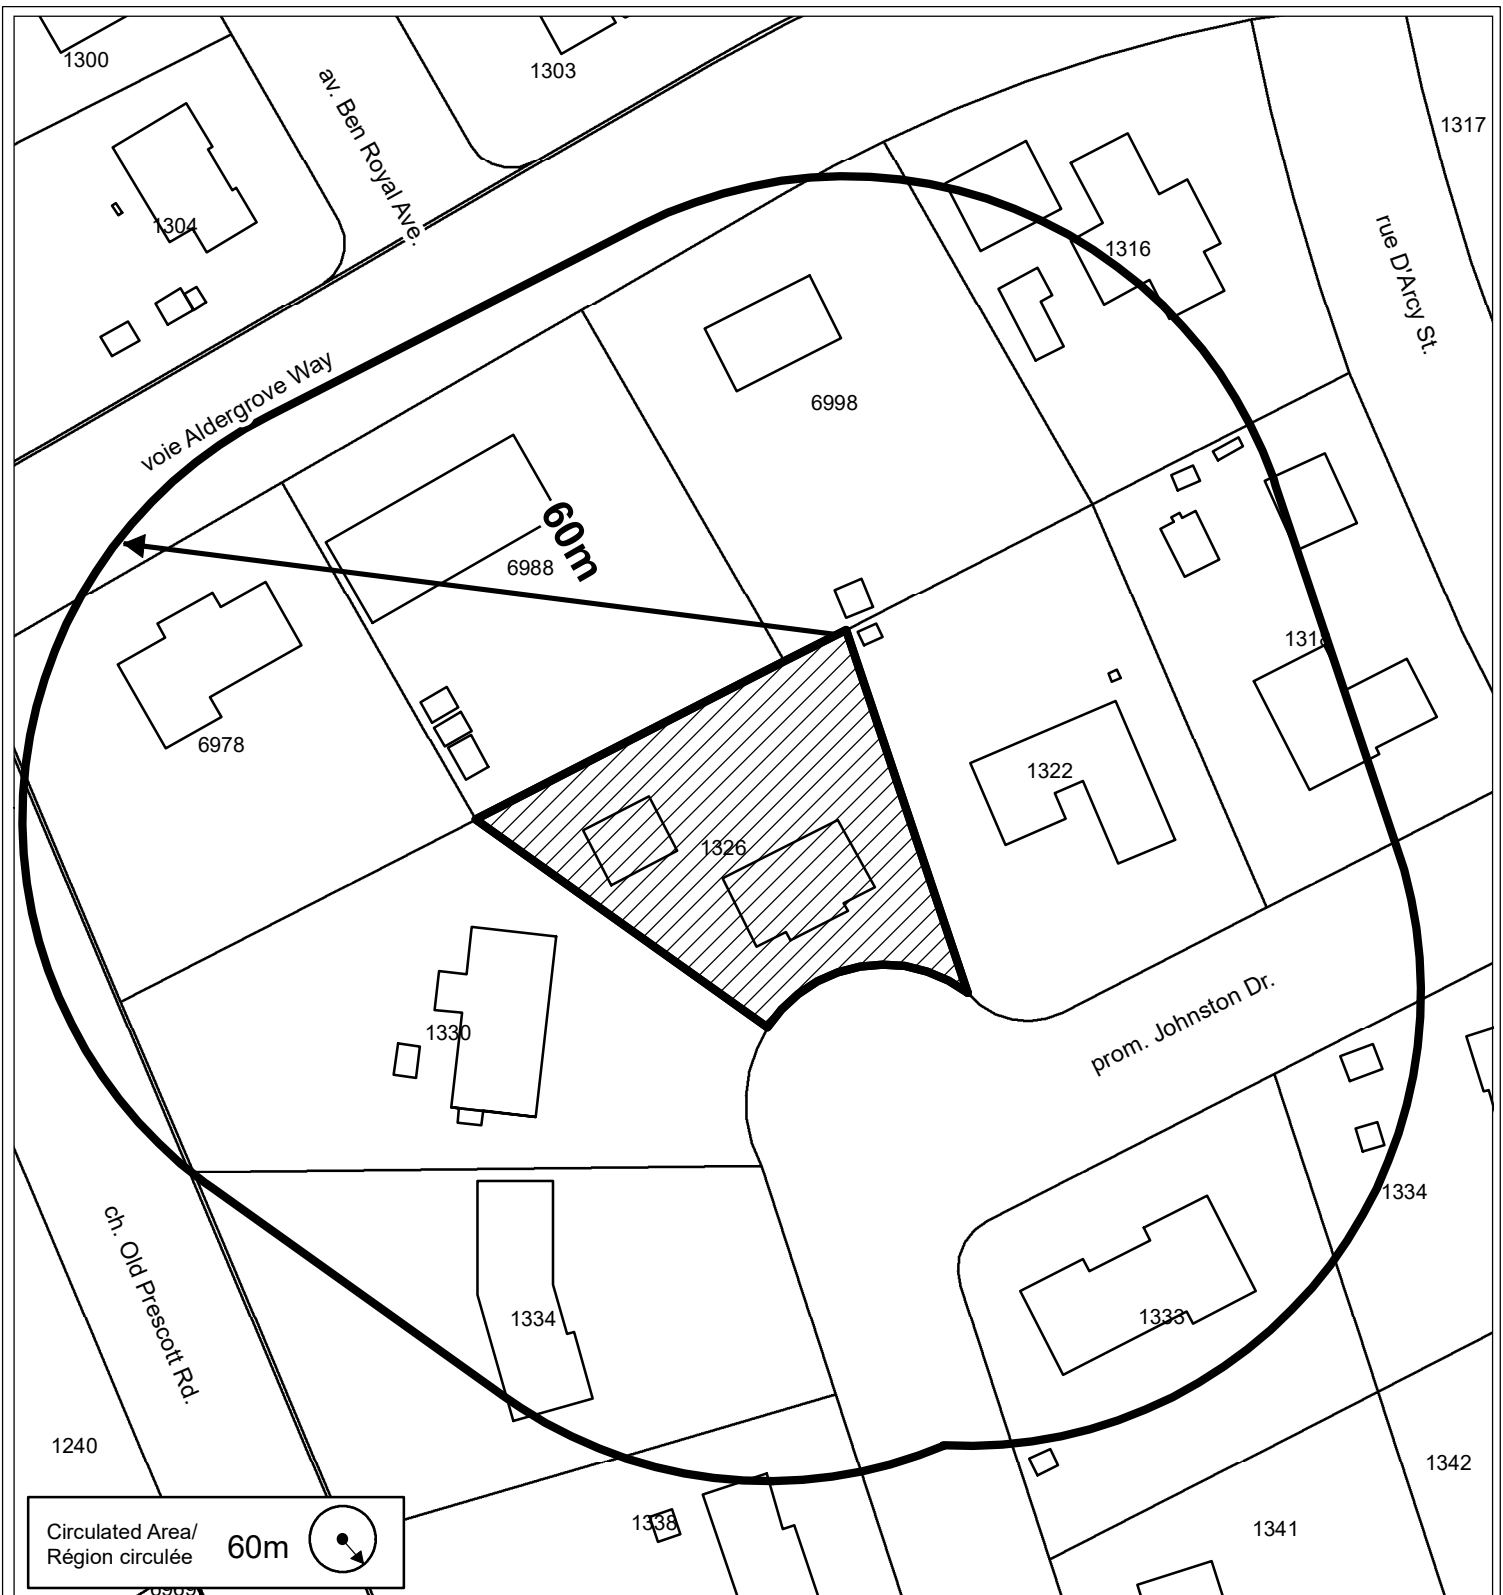 1300
1303
av. Ben Royal Ave.
1317
1304
1316
rue D'Arcy St.
voie Aldergrove Way
6998
60m
6988
1318
6978
1322
1326
1330
prom. Johnston Dr.
1334
ch. Old Prescott Rd.
1334
1333
1240
1342
1338
1341
Circulated Area/
Région circulée
60m
6989